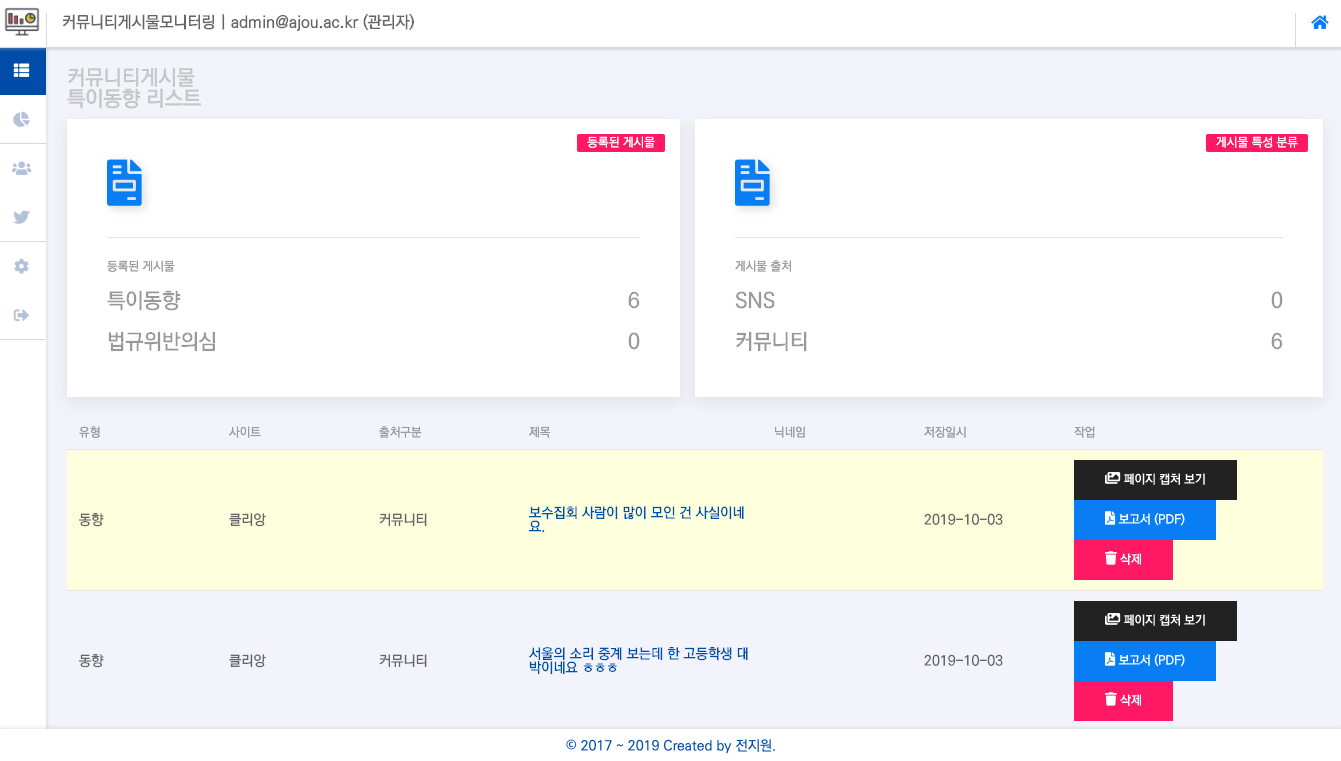 커뮤니티게시물모니터링 | admin@ajou.ac.kr (관리자)
커뮤니티게시물
특이동향 리스트
등록된 게시물
등록된 게시물
특이동향 6
법규위반의심 0
게시물 특성 분류
게시물 출처
SNS 0
커뮤니티 6
유형 사이트 출처구분 제목 닉네임 저장일시 작업
동향 클리앙 커뮤니티 보수집회 사람이 많이 모인 건 사실이네
요. 2019-10-03
페이지 캡처 보기
보고서 (PDF)
삭제
동향 클리앙 커뮤니티 서울의 소리 중계 보는데 한 고등학생 대
박이네요 ㅎㅎㅎ 2019-10-03
페이지 캡처 보기
보고서 (PDF)
삭제
© 2017 ~ 2019 Created by 전지원.